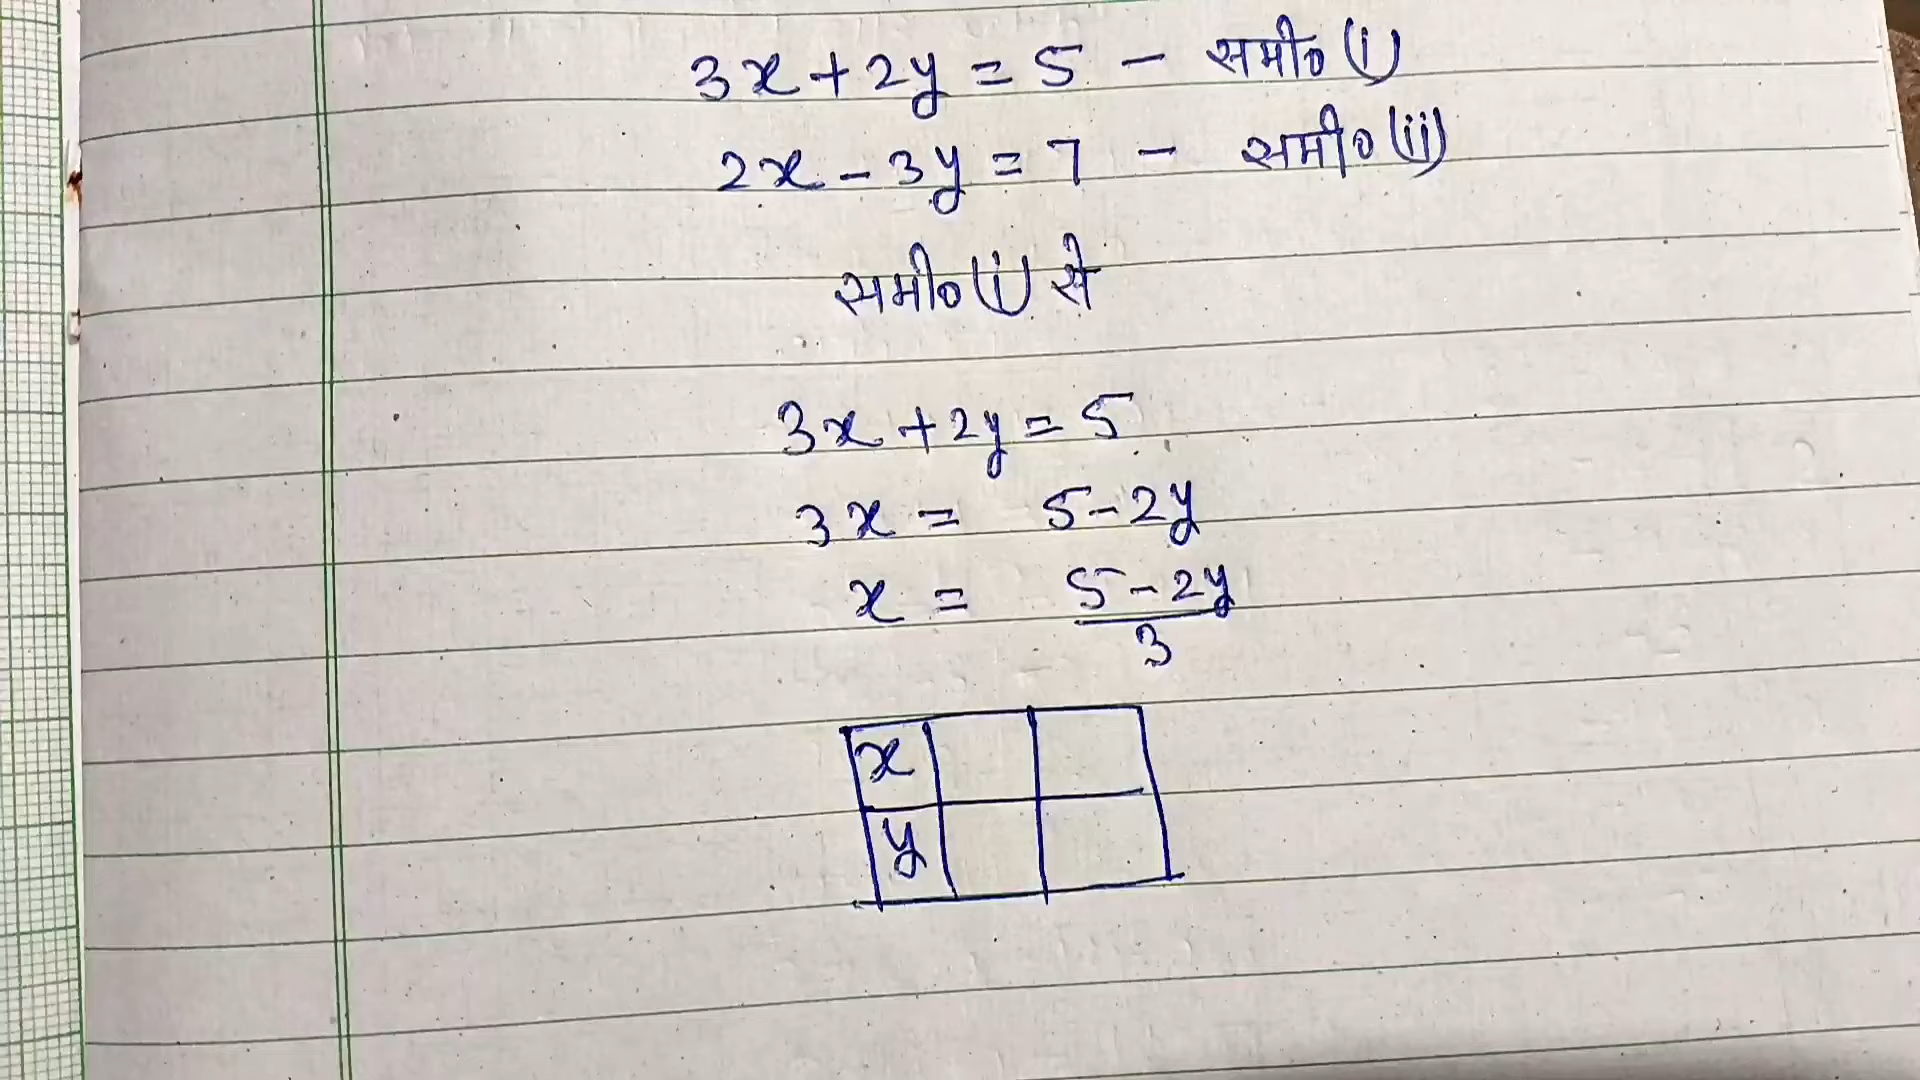 3x + 2y = 5 - समी० (i)
2x - 3y = 7 - समी० (ii)
समी० (i) से
3x + 2y = 5
3x = 5 - 2y
x = 5 - 2y
3
x
y